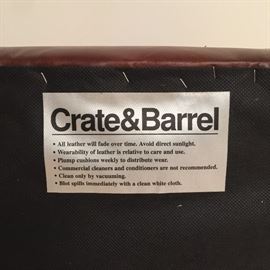 Crate&Barrel
• All leather will fade over time. Avoid direct sunlight.
• Wearability of leather is relative to care and use.
• Plump cushions weekly to distribute wear.
• Commercial cleaners and conditioners are not recommended.
• Clean only by vacuuming.
• Blot spills immediately with a clean white cloth.